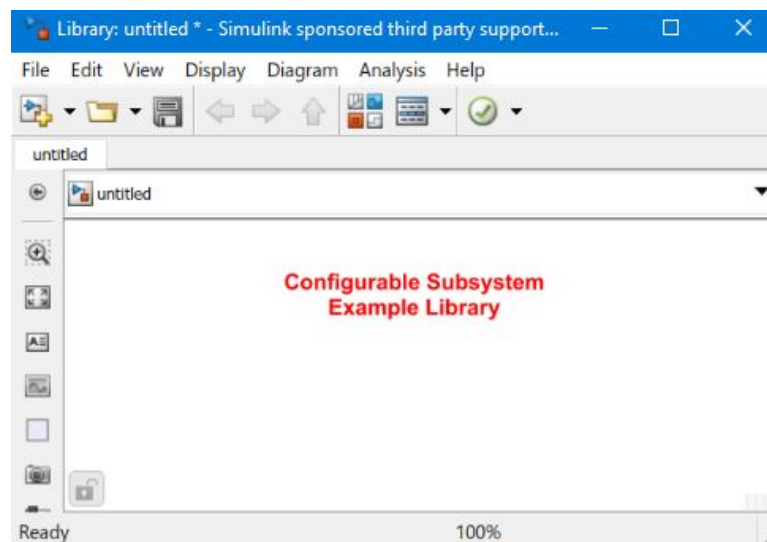 Library: untitled * - Simulink sponsored third party support...
File Edit View Display Diagram Analysis Help
untitled
untitled
Configurable Subsystem
Example Library
Ready 100%